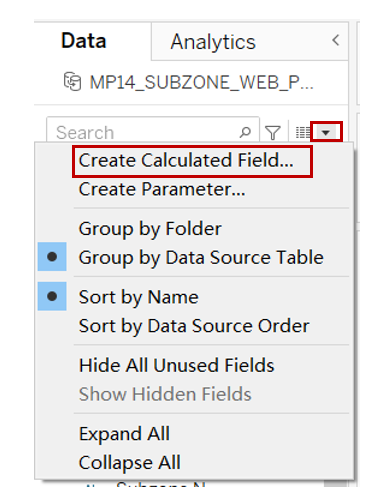 Data
Analytics
MP14_SUBZONE_WEB_P...
Search
Create Calculated Field...
Create Parameter...
Group by Folder
Group by Data Source Table
Sort by Name
Sort by Data Source Order
Hide All Unused Fields
Show Hidden Fields
Expand All
Collapse All